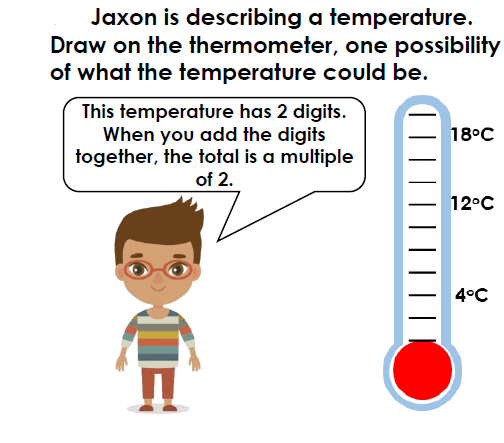 Jaxon is describing a temperature.
Draw on the thermometer, one possibility
of what the temperature could be.
This temperature has 2 digits.
When you add the digits
together, the total is a multiple
of 2.
18°C
12°C
4°C